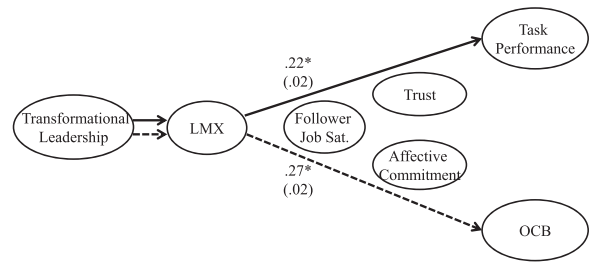 Task
Performance
.22*
(.02)
Trust
Transformational
Leadership
LMX
Follower
Job Sat.
Affective
Commitment
.27*
(.02)
OCB